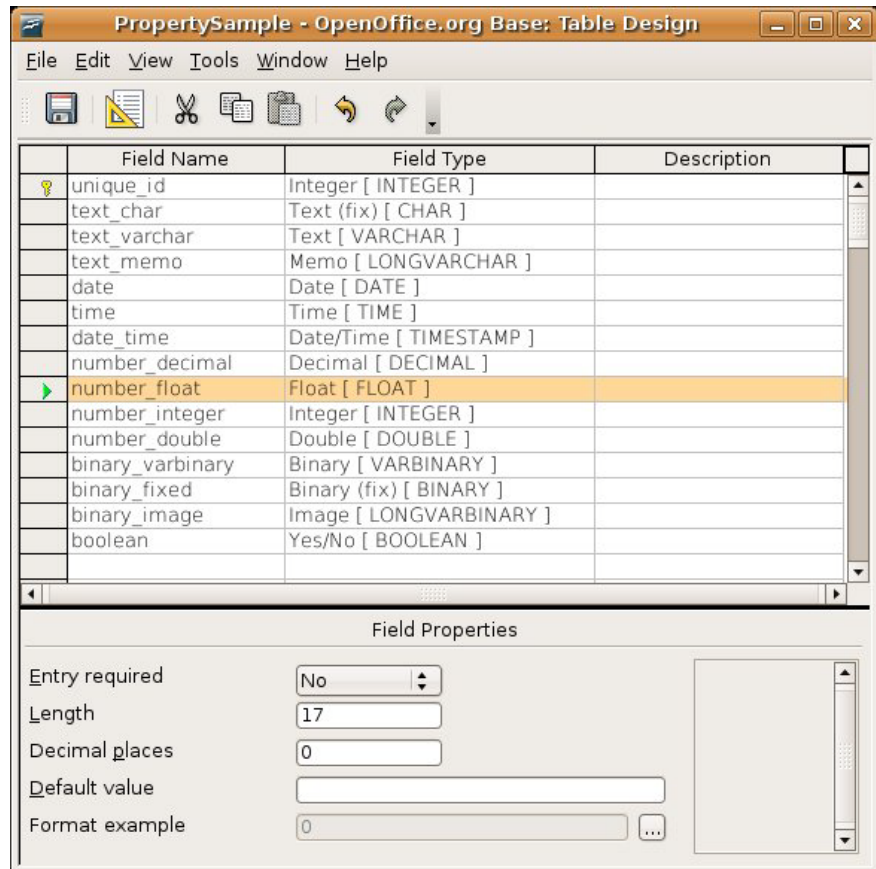 PropertySample - OpenOffice.org Base: Table Design
File Edit View Tools Window Help
Field Name Field Type Description
unique_id Integer [ INTEGER ]
text_char Text (fix) [ CHAR ]
text_varchar Text [ VARCHAR ]
text_memo Memo [ LONGVARCHAR ]
date Date [ DATE ]
time Time [ TIME ]
date_time Date/Time [ TIMESTAMP ]
number_decimal Decimal [ DECIMAL ]
number_float Float [ FLOAT ]
number_integer Integer [ INTEGER ]
number_double Double [ DOUBLE ]
binary_varbinary Binary [ VARBINARY ]
binary_fixed Binary (fix) [ BINARY ]
binary_image Image [ LONGVARBINARY ]
boolean Yes/No [ BOOLEAN ]
Field Properties
Entry required No
Length 17
Decimal places 0
Default value
Format example 0 ...